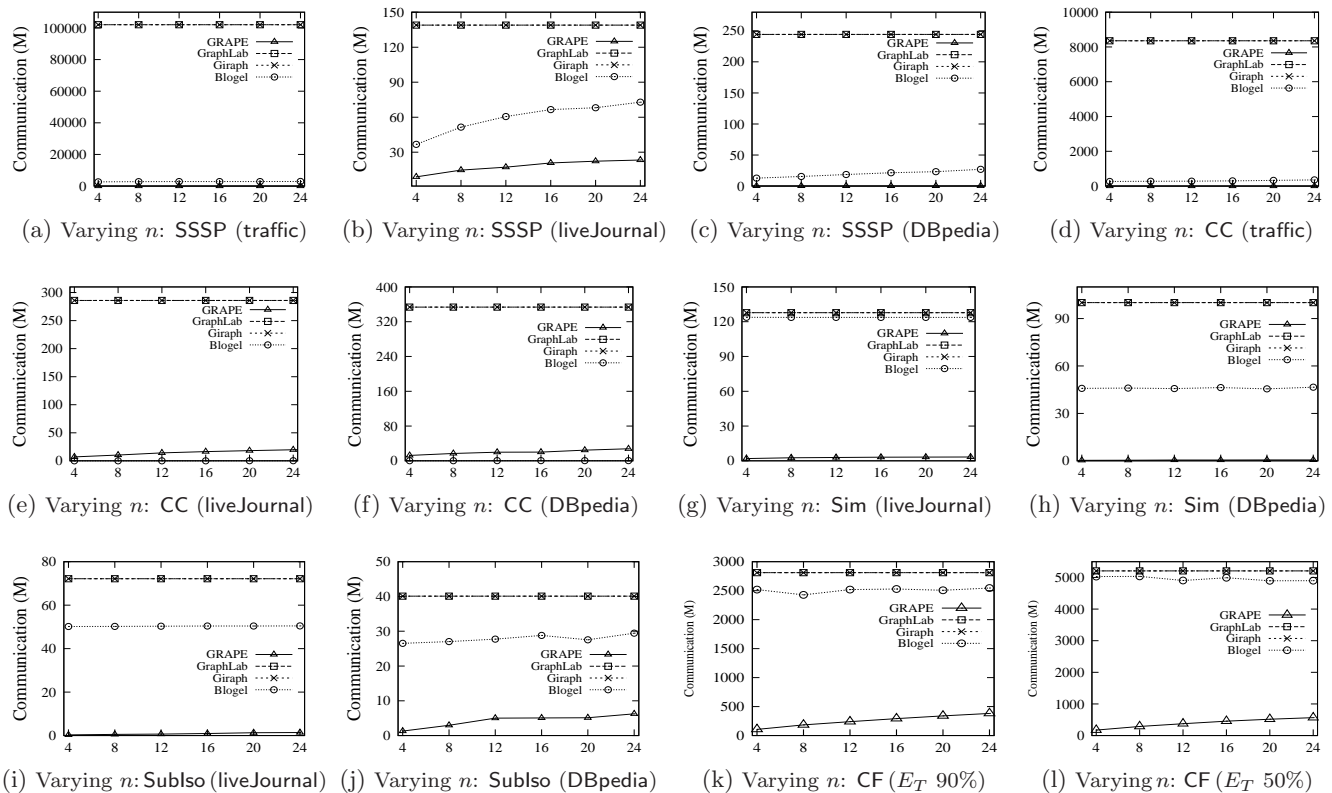 Communication (M)
100000
80000
60000
40000
20000
0
GRAPE
GraphLab
Giraph
Blogel
4 8 12 16 20 24
(a) Varying n: SSSP (traffic)
Communication (M)
150
120
90
60
30
GRAPE
GraphLab
Giraph
Blogel
4 8 12 16 20 24
(b) Varying n: SSSP (liveJournal)
Communication (M)
250
200
150
100
50
0
GRAPE
GraphLab
Giraph
Blogel
4 8 12 16 20 24
(c) Varying n: SSSP (DBpedia)
Communication (M)
10000
8000
6000
4000
2000
0
GRAPE
GraphLab
Giraph
Blogel
4 8 12 16 20 24
(d) Varying n: CC (traffic)
Communication (M)
300
250
200
150
100
50
0
GRAPE
GraphLab
Giraph
Blogel
4 8 12 16 20 24
(e) Varying n: CC (liveJournal)
Communication (M)
400
360
320
280
240
200
160
120
80
40
0
GRAPE
GraphLab
Giraph
Blogel
4 8 12 16 20 24
(f) Varying n: CC (DBpedia)
Communication (M)
150
120
90
60
30
0
GRAPE
GraphLab
Giraph
Blogel
4 8 12 16 20 24
(g) Varying n: Sim (liveJournal)
Communication (M)
90
60
30
0
GRAPE
GraphLab
Giraph
Blogel
4 8 12 16 20 24
(h) Varying n: Sim (DBpedia)
Communication (M)
80
60
40
20
0
GRAPE
GraphLab
Giraph
Blogel
4 8 12 16 20 24
(i) Varying n: SubIso (liveJournal)
Communication (M)
50
40
30
20
10
0
GRAPE
GraphLab
Giraph
Blogel
4 8 12 16 20 24
(j) Varying n: SubIso (DBpedia)
Communication (M)
3000
2500
2000
1500
1000
500
0
GRAPE
GraphLab
Giraph
Blogel
4 8 12 16 20 24
(k) Varying n: CF (E_T 90%)
Communication (M)
5000
4000
3000
2000
1000
0
GRAPE
GraphLab
Giraph
Blogel
4 8 12 16 20 24
(l) Varying n: CF (E_T 50%)